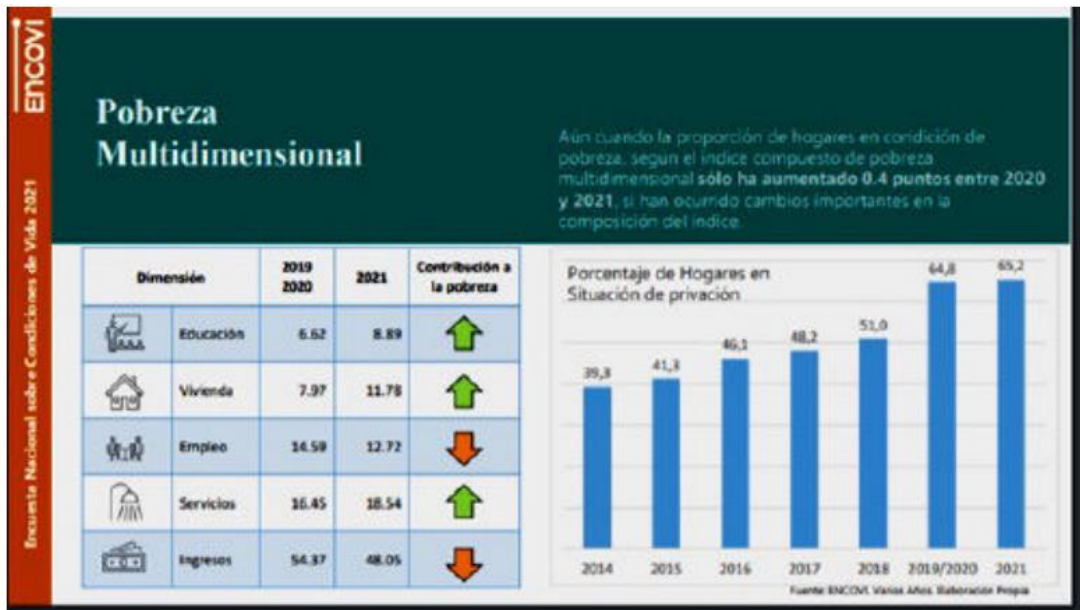 ENCOVI
Encuesta Nacional sobre Condiciones de Vida 2021
Pobreza
Multidimensional
Aún cuando la proporción de hogares en condición de
pobreza, según el índice compuesto de pobreza
multidimensional sólo ha aumentado 0.4 puntos entre 2020
y 2021, si han ocurrido cambios importantes en la
composición del indice.
Dimensión 2019 2020 2021 Contribución a la pobreza
Educación 6.62 8.89
Vivienda 7.97 11.78
Empleo 14.59 12.72
Servicios 16.45 18.54
Ingresos 54.37 48.05
Porcentaje de Hogares en
Situación de privación
39,3 41,3 46,1 48,2 51,0 64,8 65,2
2014 2015 2016 2017 2018 2019/2020 2021
Fuente: ENCOVI. Varios Años. Elaboración Propia